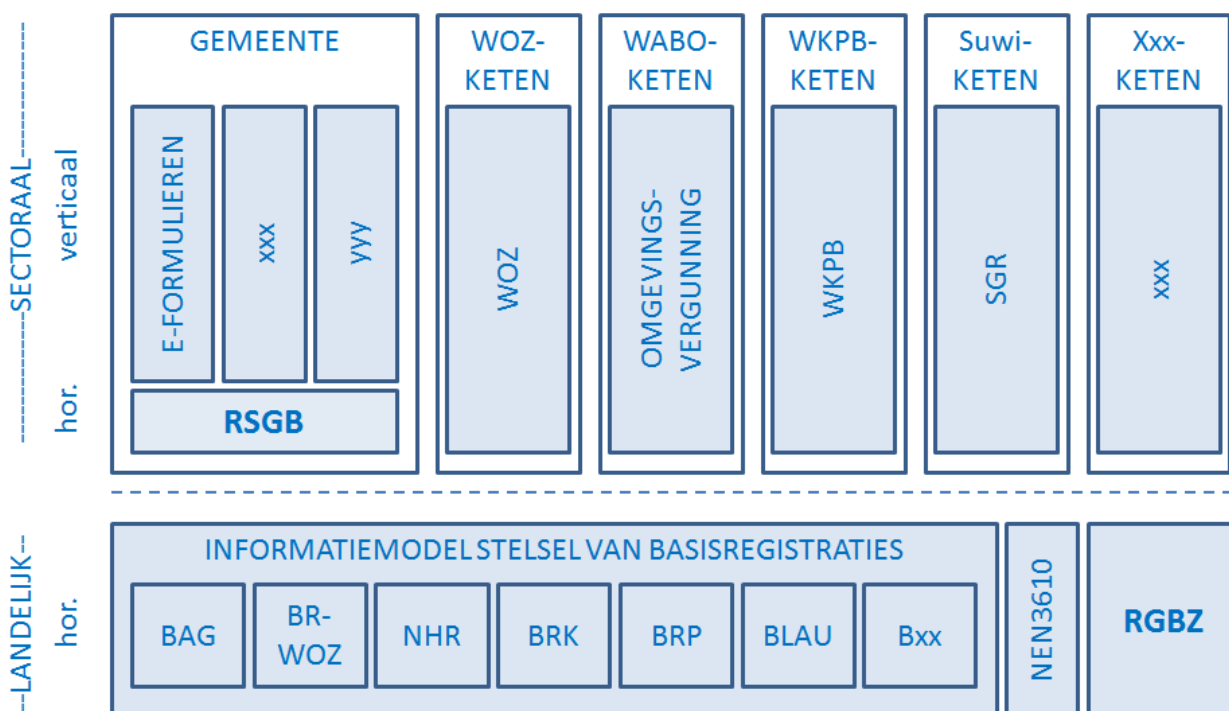 SECTORAAL
verticaal
hor.
GEMEENTE
E-FORMULIEREN
xxx
yyy
RSGB
WOZ-
KETEN
WOZ
WABO-
KETEN
OMGEVINGS-
VERGUNNING
WKPB-
KETEN
WKPB
Suwi-
KETEN
SGR
Xxx-
KETEN
xxx
LANDELIJK
hor.
INFORMATIEMODEL STELSEL VAN BASISREGISTRATIES
BAG
BR-
WOZ
NHR
BRK
BRP
BLAU
Bxx
NEN3610
RGBZ